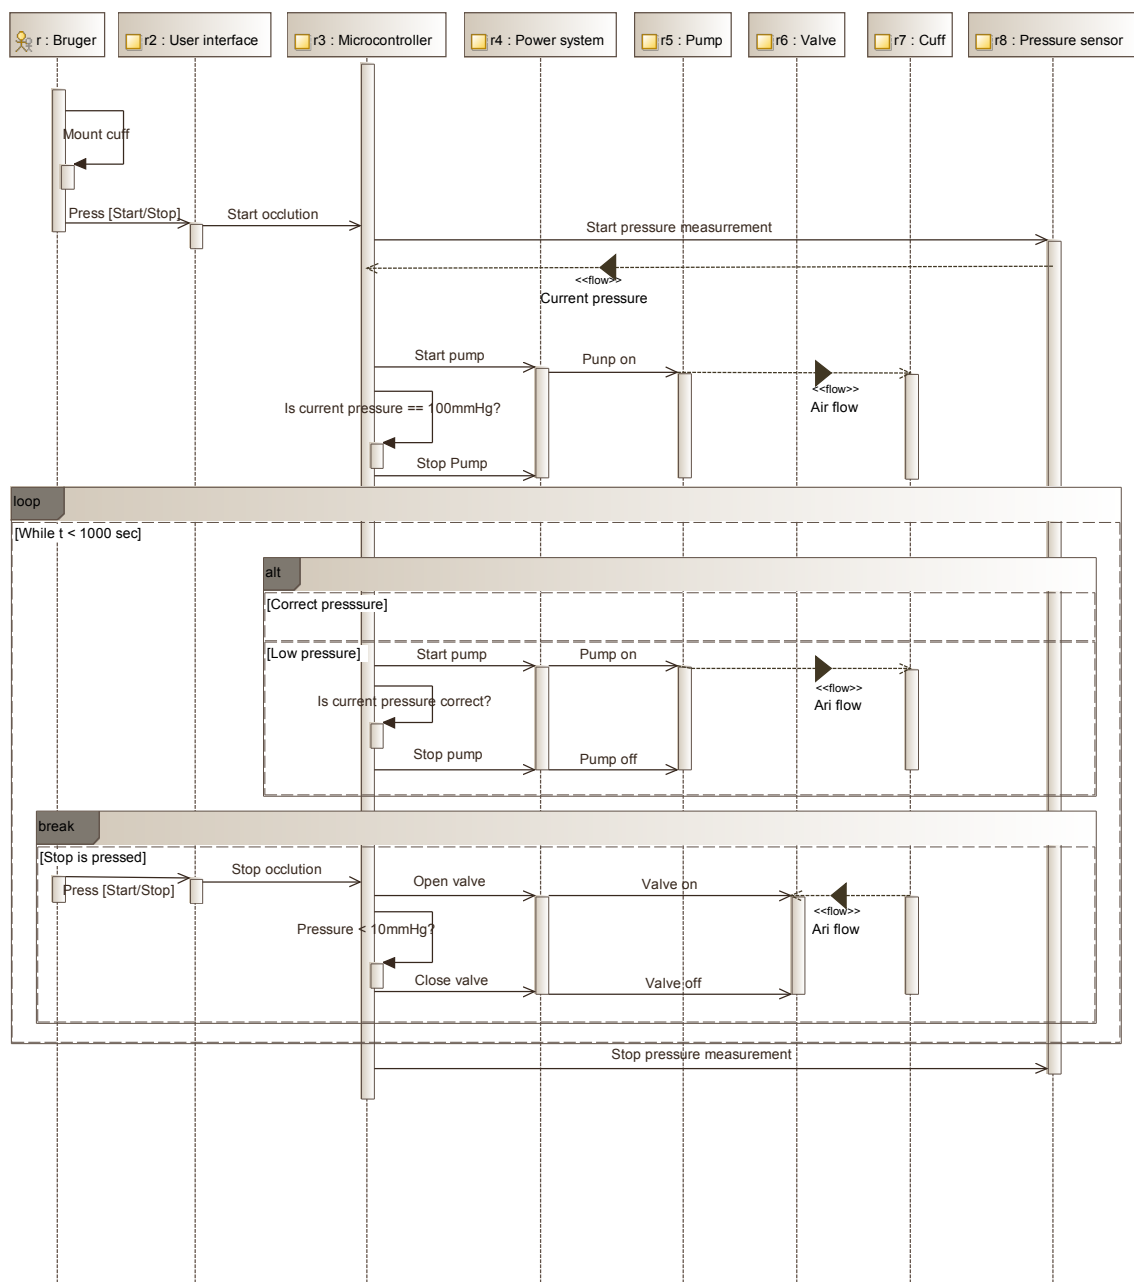 r : Bruger
r2 : User interface
r3 : Microcontroller
r4 : Power system
r5 : Pump
r6 : Valve
r7 : Cuff
r8 : Pressure sensor
Mount cuff
Press [Start/Stop]
Start occlution
Start pressure measurrement
<<flow>>
Current pressure
Start pump
Punp on
<<flow>>
Air flow
Is current pressure == 100mmHg?
Stop Pump
loop
[While t < 1000 sec]
alt
[Correct presssure]
[Low pressure]
Start pump
Pump on
<<flow>>
Ari flow
Is current pressure correct?
Stop pump
Pump off
break
[Stop is pressed]
Press [Start/Stop]
Stop occlution
Open valve
Valve on
<<flow>>
Ari flow
Pressure < 10mmHg?
Close valve
Valve off
Stop pressure measurement